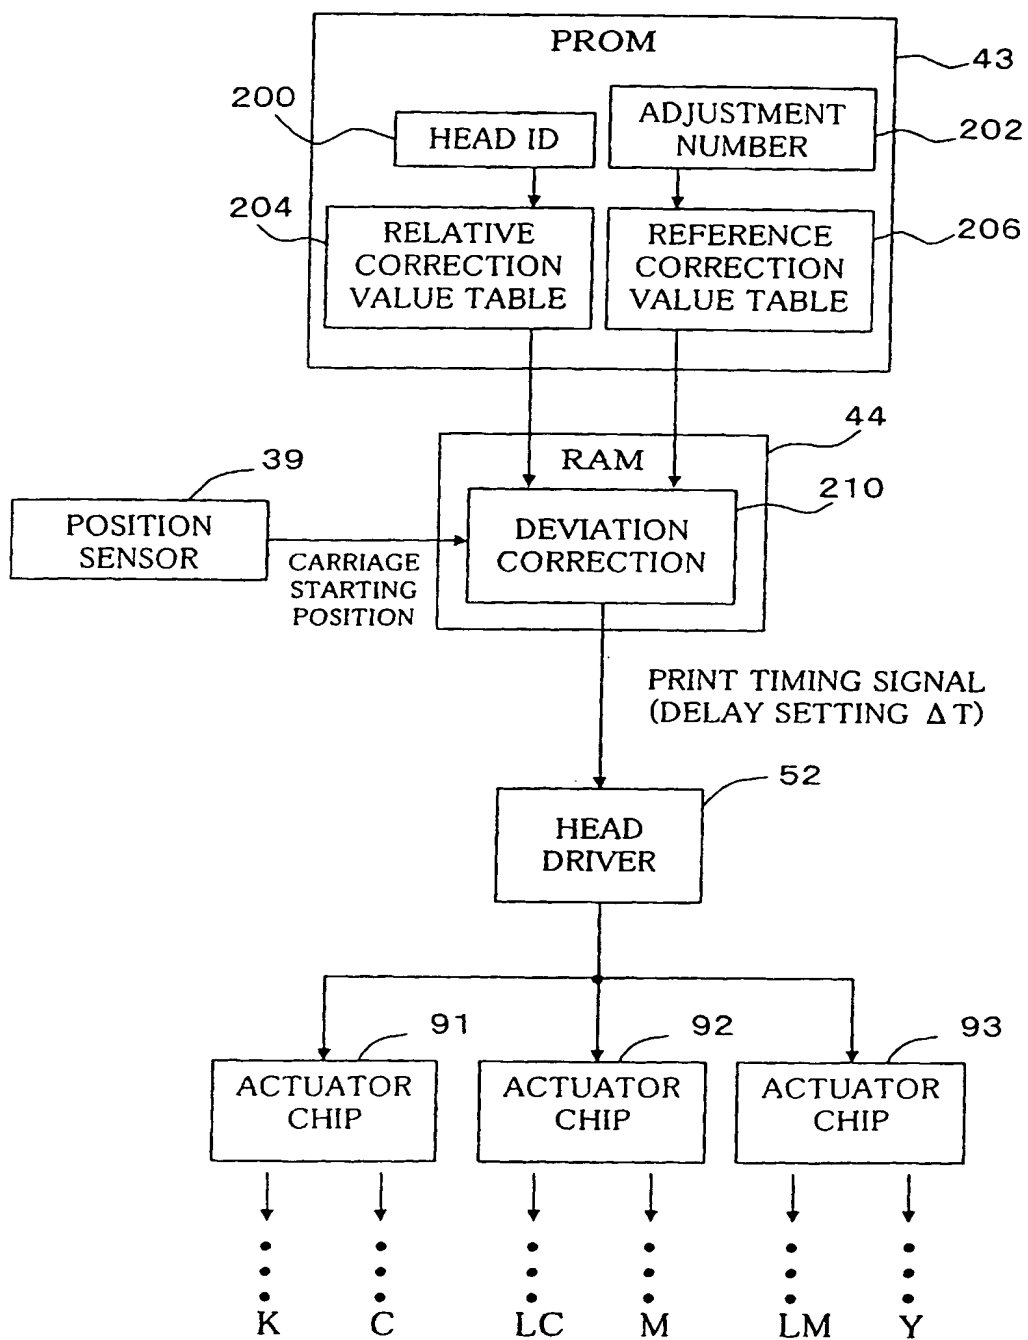 PROM
43
200
HEAD ID
ADJUSTMENT
NUMBER
202
204
RELATIVE
CORRECTION
VALUE TABLE
REFERENCE
CORRECTION
VALUE TABLE
206
44
RAM
39
210
POSITION
SENSOR
DEVIATION
CORRECTION
CARRIAGE
STARTING
POSITION
PRINT TIMING SIGNAL
(DELAY SETTING ΔT)
52
HEAD
DRIVER
91
92
93
ACTUATOR
CHIP
ACTUATOR
CHIP
ACTUATOR
CHIP
K C LC M LM Y